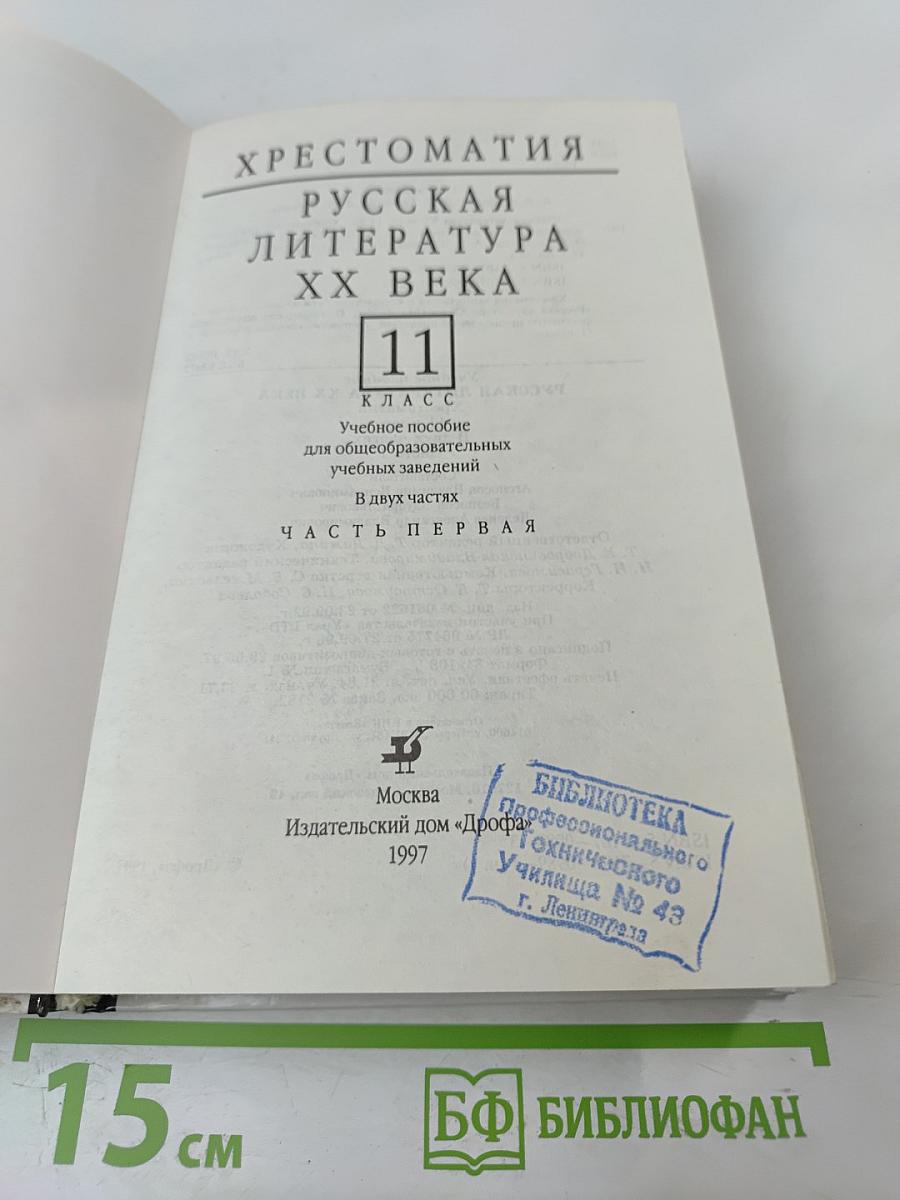 ХРЕСТОМАТИЯ
РУССКАЯ
ЛИТЕРАТУРА
XX ВЕКА
11
КЛАСС
Учебное пособие
для общеобразовательных
учебных заведений
В двух частях
ЧАСТЬ ПЕРВАЯ
Москва
Издательский дом «Дрофа»
1997
БИБЛИОТЕКА
Профессионального
Технического
Училища № 43
г. Ленинграда
15 см
БФ БИБЛИОФАН